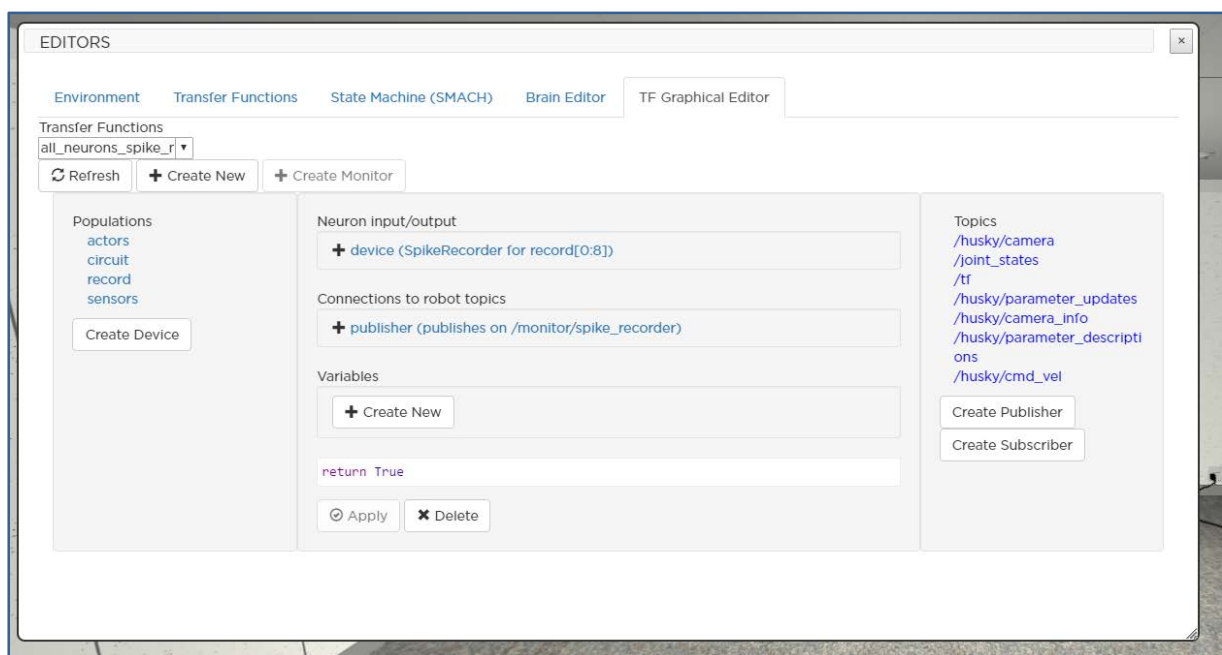 EDITORS
×
Environment Transfer Functions State Machine (SMACH) Brain Editor TF Graphical Editor
Transfer Functions
all_neurons_spike_r
Refresh + Create New + Create Monitor
Populations
actors
circuit
record
sensors
Create Device
Neuron input/output
+ device (SpikeRecorder for record[0:8])
Connections to robot topics
+ publisher (publishes on /monitor/spike_recorder)
Variables
+ Create New
return True
Apply × Delete
Topics
/husky/camera
/joint_states
/tf
/husky/parameter_updates
/husky/camera_info
/husky/parameter_descripti
ons
/husky/cmd_vel
Create Publisher
Create Subscriber